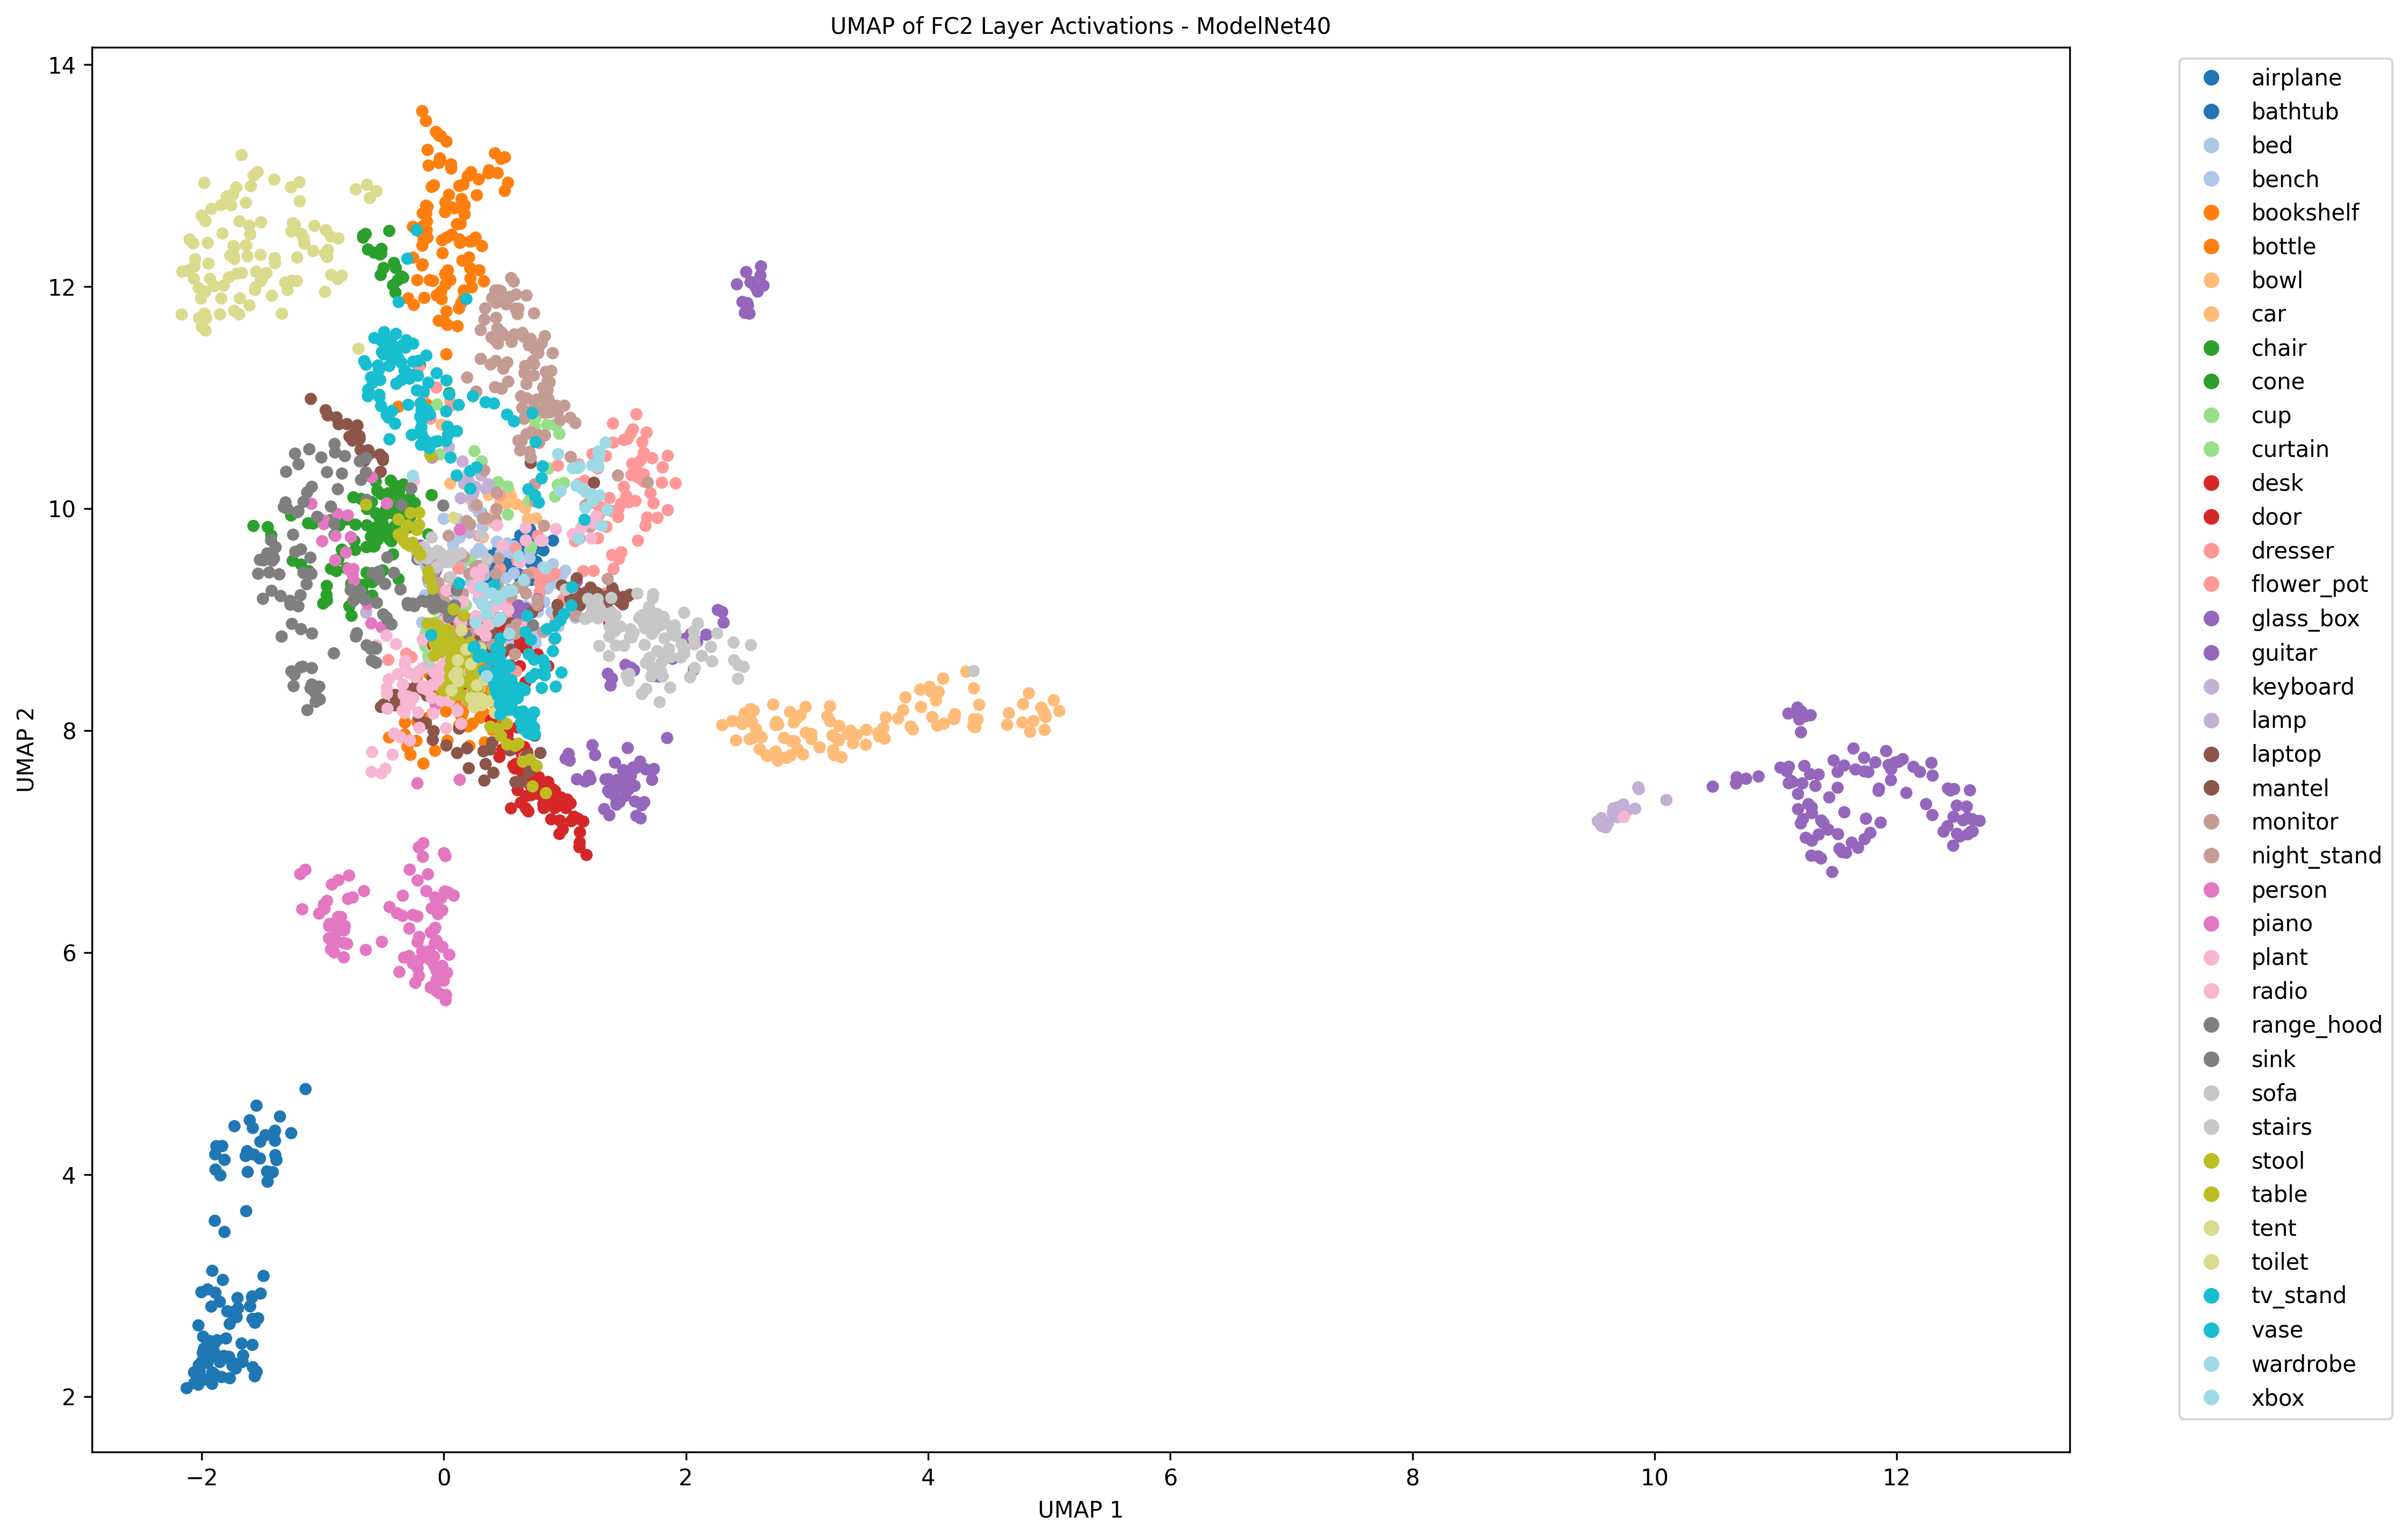 UMAP of FC2 Layer Activations - ModelNet40
14
12
10
8
6
4
2
UMAP 2
−2
0
2
4
6
8
10
12
UMAP 1
airplane
bathtub
bed
bench
bookshelf
bottle
bowl
car
chair
cone
cup
curtain
desk
door
dresser
flower_pot
glass_box
guitar
keyboard
lamp
laptop
mantel
monitor
night_stand
person
piano
plant
radio
range_hood
sink
sofa
stairs
stool
table
tent
toilet
tv_stand
vase
wardrobe
xbox